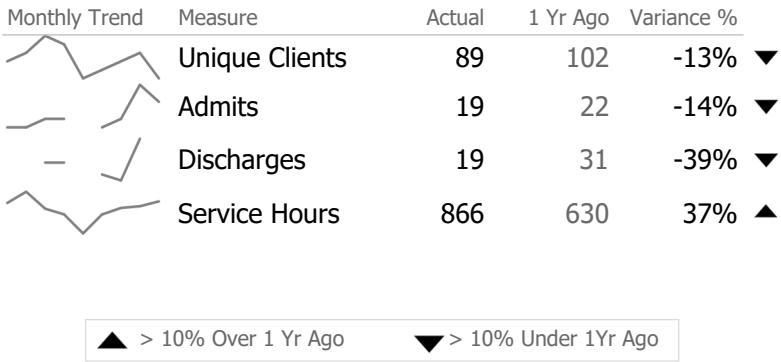 Monthly Trend Measure Actual 1 Yr Ago Variance %
Unique Clients 89 102 -13% ▼
Admits 19 22 -14% ▼
Discharges 19 31 -39% ▼
Service Hours 866 630 37% ▲
▲ > 10% Over 1 Yr Ago ▼ > 10% Under 1Yr Ago